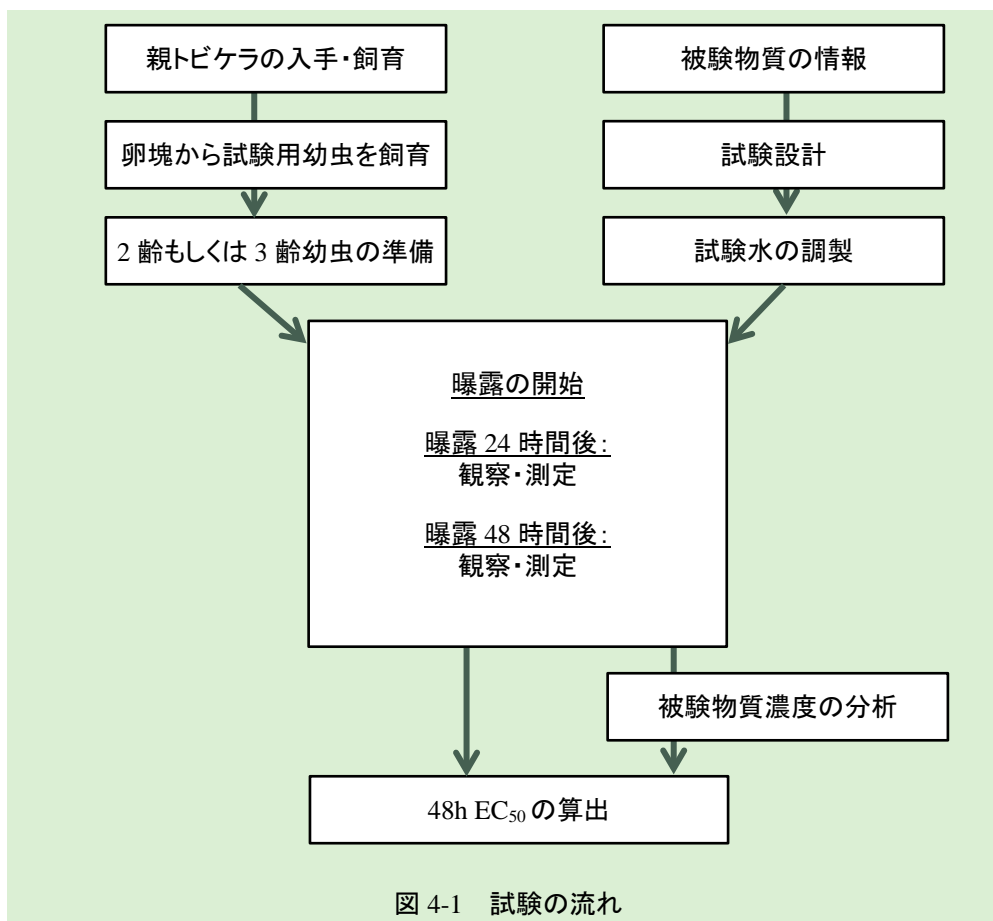 親トビケラの入手・飼育
卵塊から試験用幼虫を飼育
2 齢もしくは 3 齢幼虫の準備
被験物質の情報
試験設計
試験水の調製
曝露の開始
曝露 24 時間後：
観察・測定
曝露 48 時間後：
観察・測定
被験物質濃度の分析
48h EC₅₀ の算出
図 4-1　試験の流れ